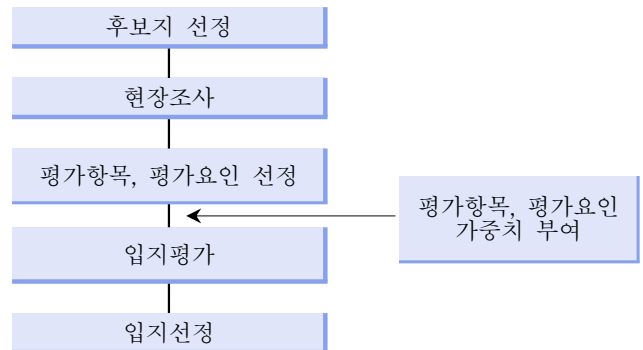 후보지 선정
현장조사
평가항목, 평가요인 선정
평가항목, 평가요인
가중치 부여
입지평가
입지선정